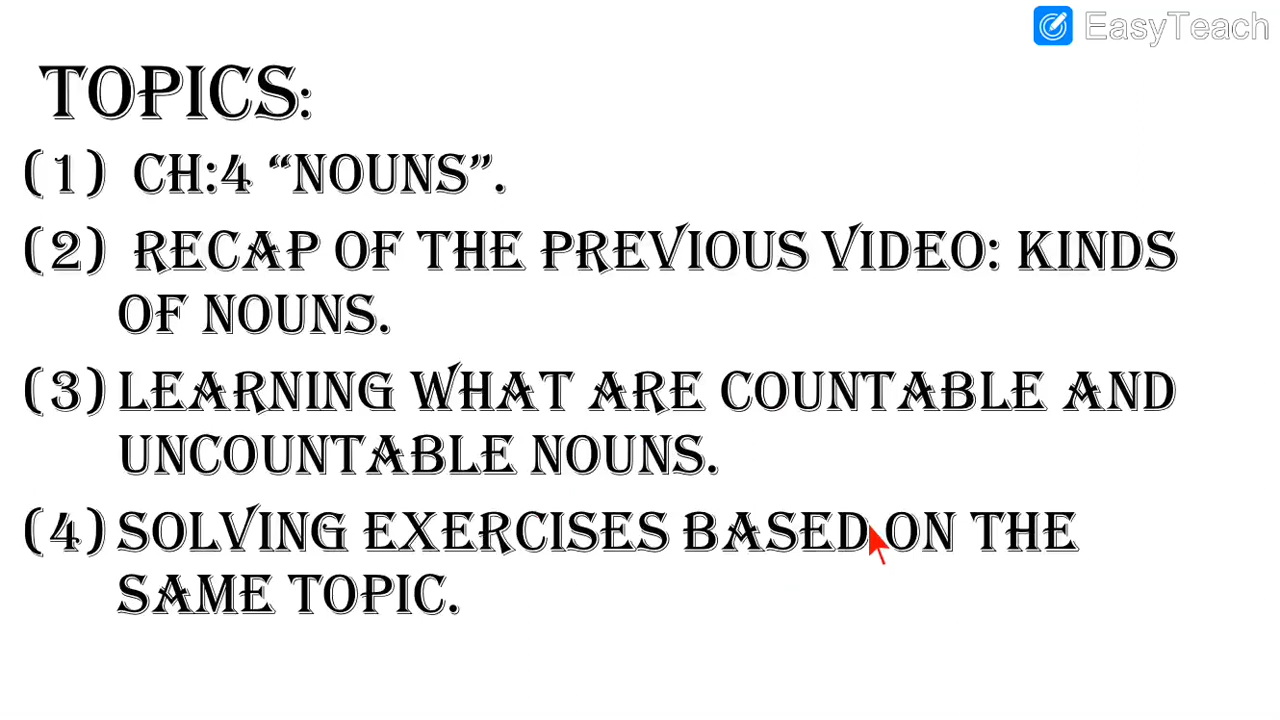 EasyTeach
TOPICS:
(1) CH:4 “NOUNS”.
(2) RECAP OF THE PREVIOUS VIDEO: KINDS
OF NOUNS.
(3) LEARNING WHAT ARE COUNTABLE AND
UNCOUNTABLE NOUNS.
(4) SOLVING EXERCISES BASED ON THE
SAME TOPIC.